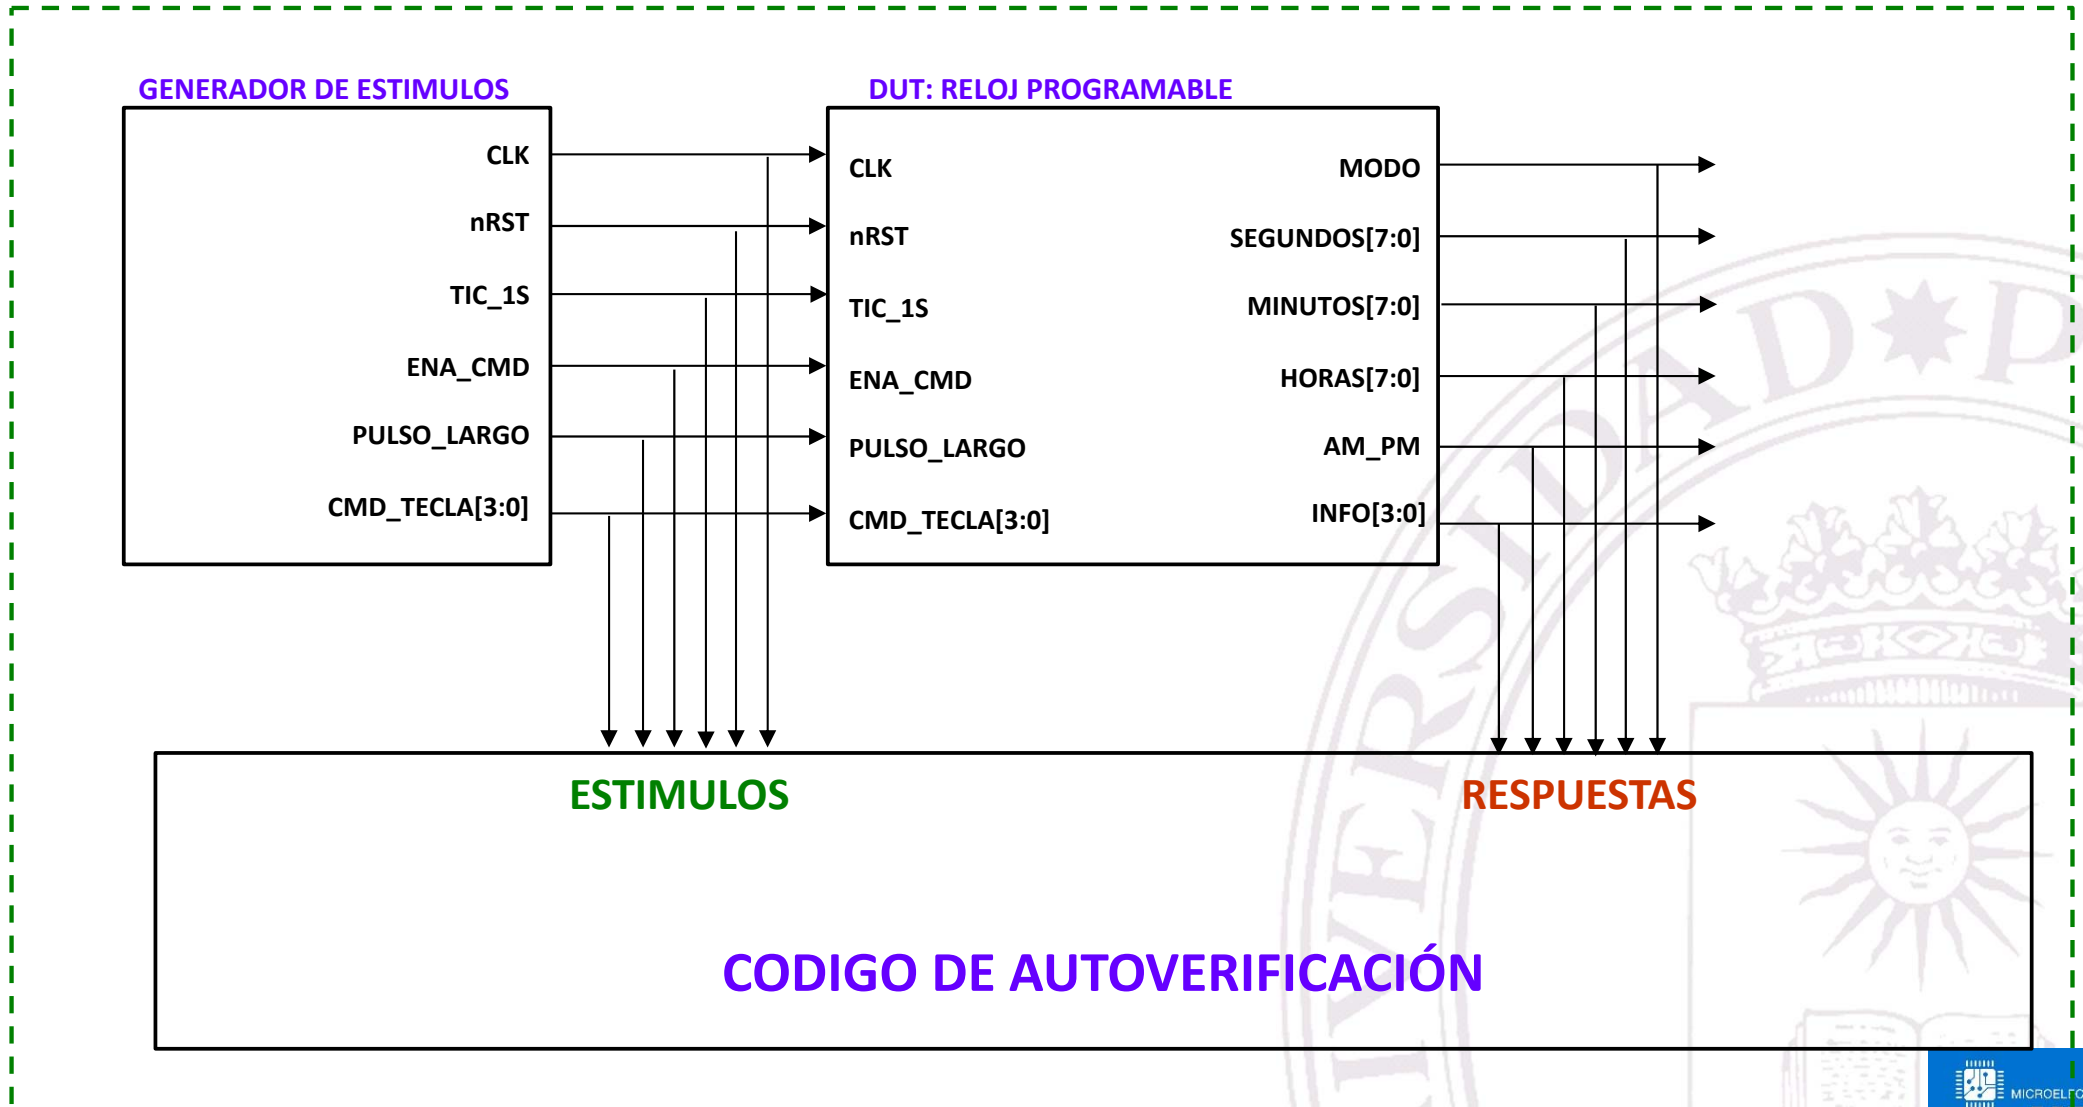 GENERADOR DE ESTIMULOS
DUT: RELOJ PROGRAMABLE
CLK
nRST
TIC_1S
ENA_CMD
PULSO_LARGO
CMD_TECLA[3:0]
CLK
nRST
TIC_1S
ENA_CMD
PULSO_LARGO
CMD_TECLA[3:0]
MODO
SEGUNDOS[7:0]
MINUTOS[7:0]
HORAS[7:0]
AM_PM
INFO[3:0]
ESTIMULOS
RESPUESTAS
CODIGO DE AUTOVERIFICACIÓN